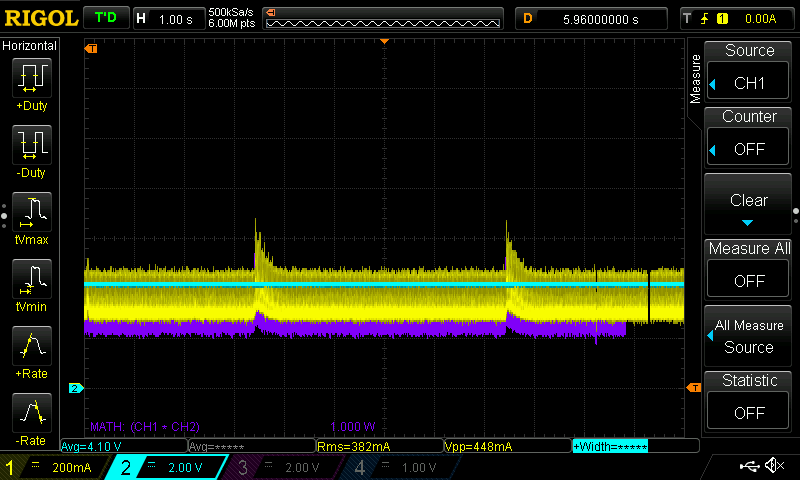 RIGOL T'D H 1.00 s 500kSa/s 6.00M pts D 5.96000000 s T 1 0.00A
Horizontal
+Duty
-Duty
tVmax
tVmin
+Rate
-Rate
T
2
T
MATH: (CH1 * CH2) 1.000 W
Measure
Source
CH1
Counter
OFF
Clear
Measure All
OFF
All Measure
Source
Statistic
OFF
Avg=4.10 V Avg=***** Rms=382mA Vpp=448mA +Width=*****
1 200mA 2 2.00 V 3 2.00 V 4 1.00 V